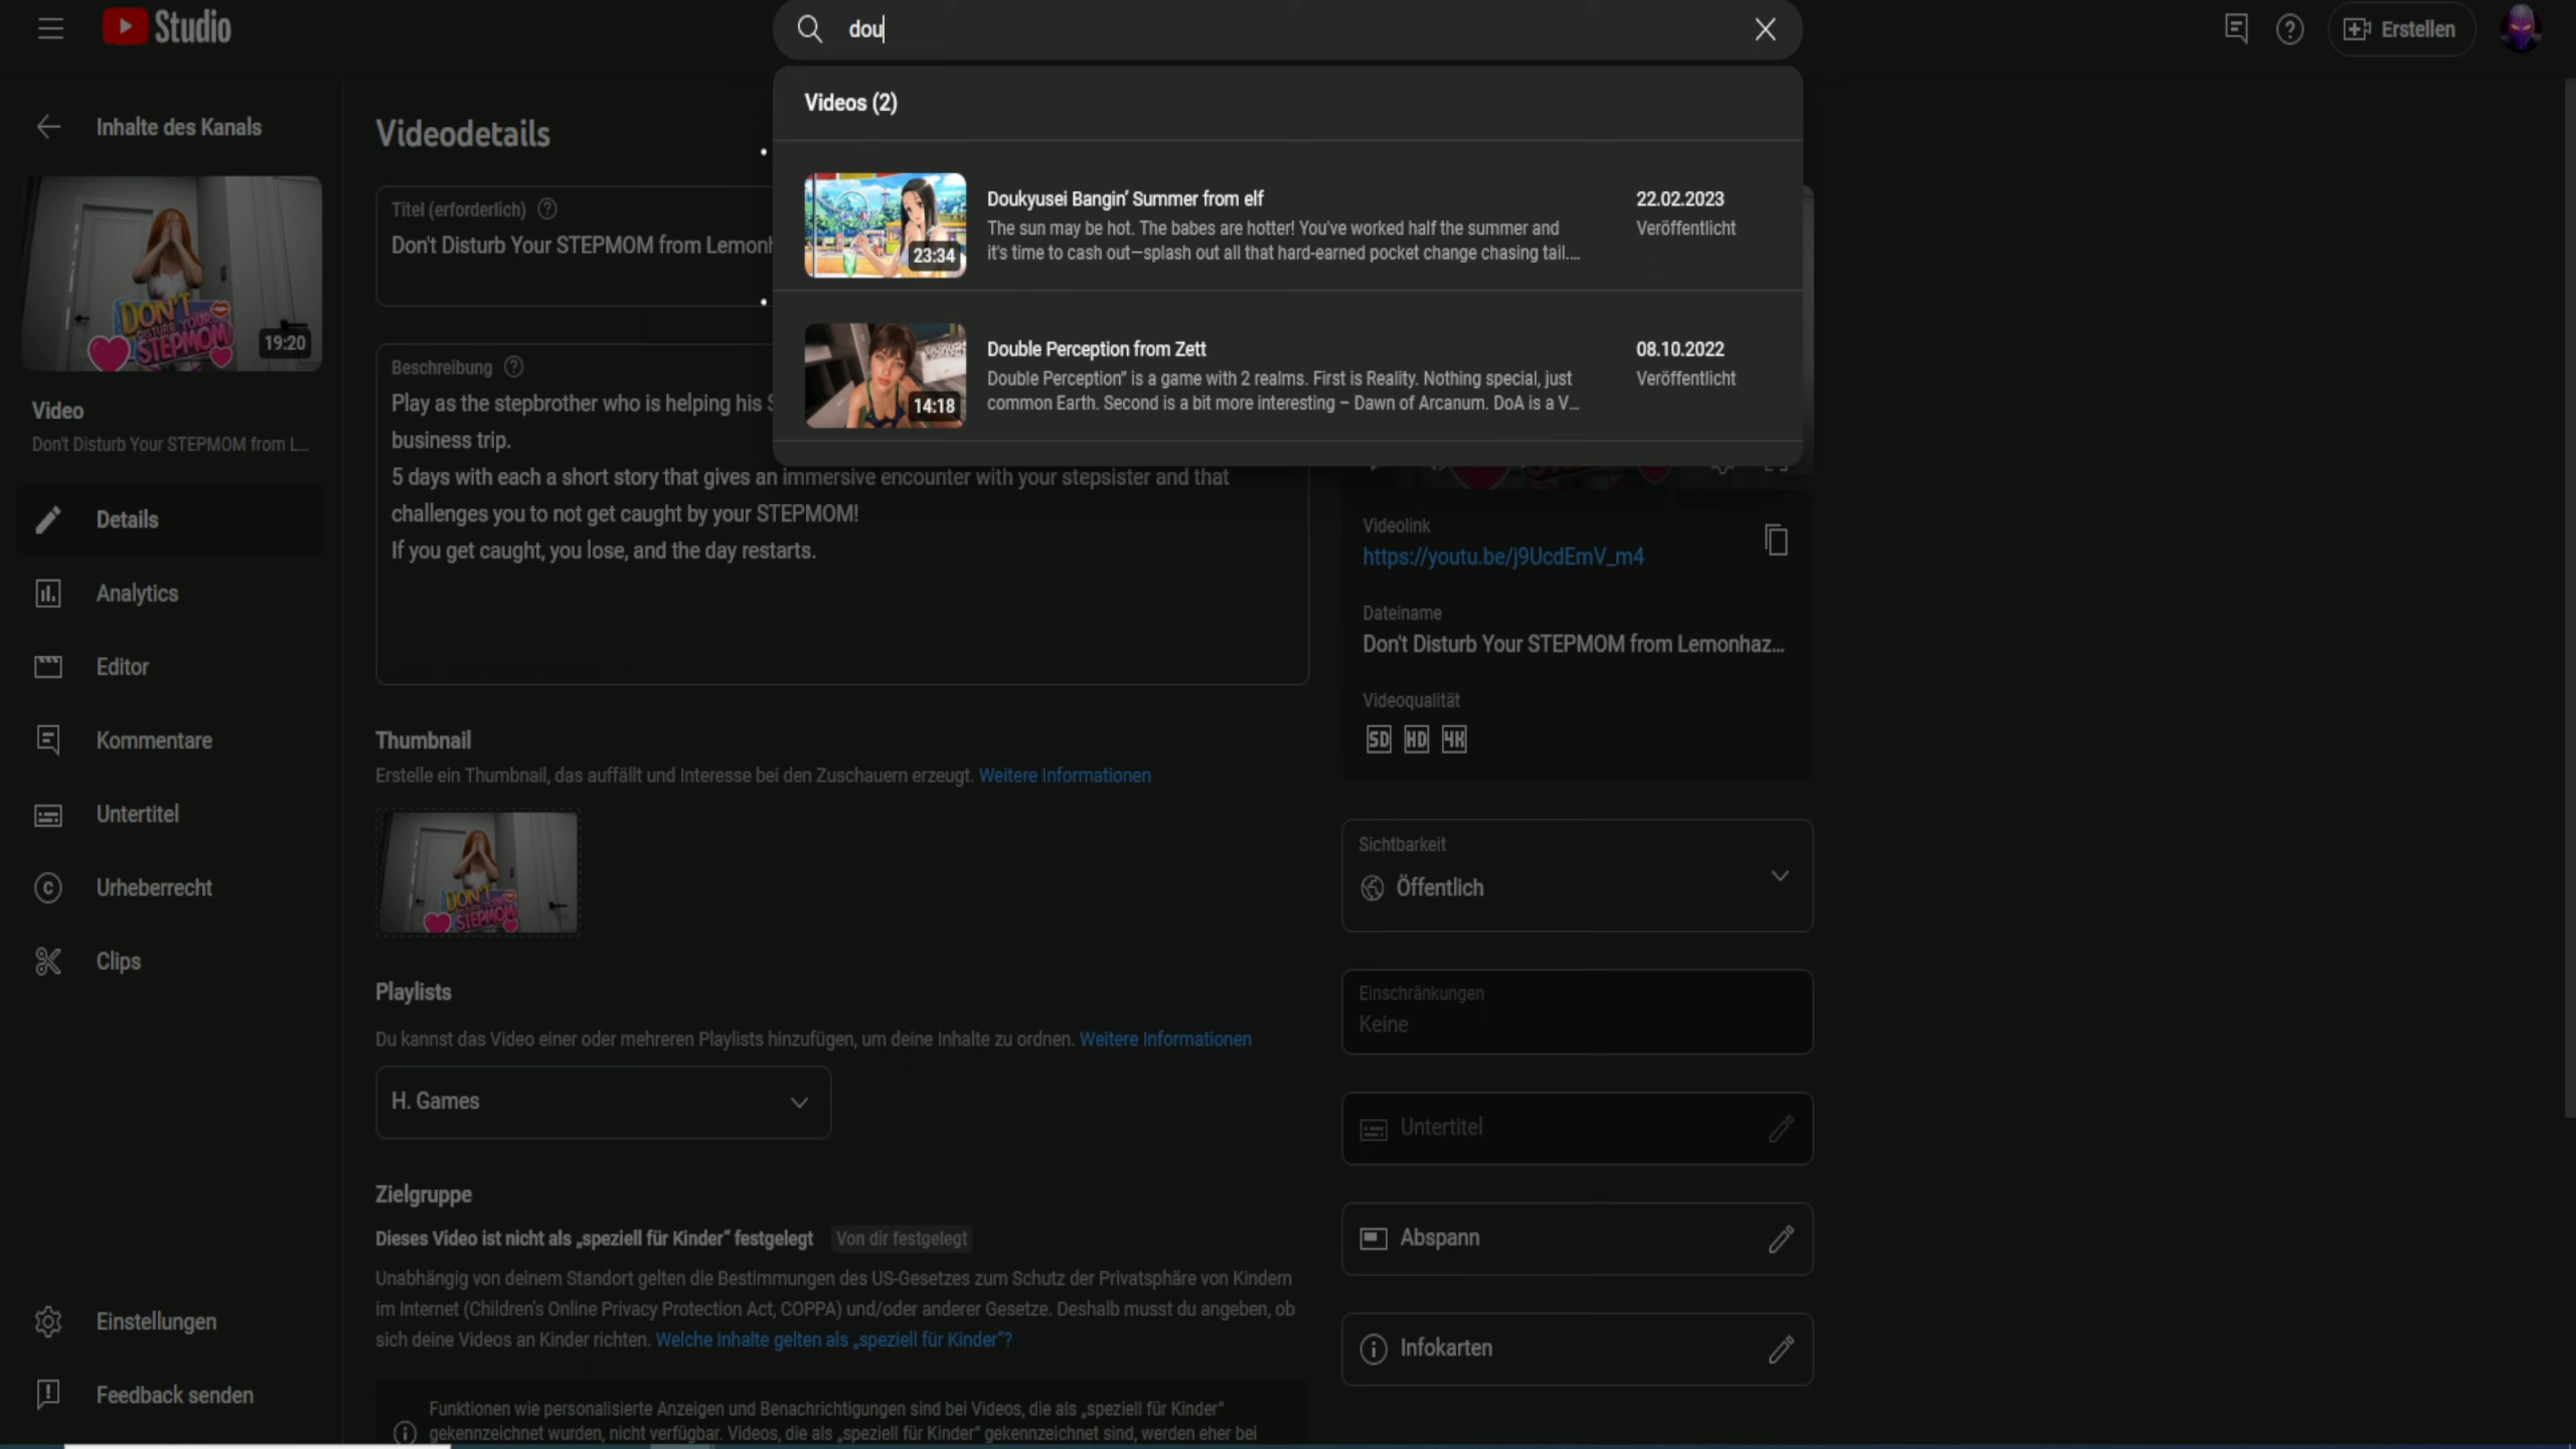 Studio
dou
Erstellen
Inhalte des Kanals
19:20
DON'T
DISTURB YOUR
STEPMOM
Video
Don't Disturb Your STEPMOM from L...
Details
Analytics
Editor
Kommentare
Untertitel
Urheberrecht
Clips
Einstellungen
Feedback senden
Videos (2)
23:34
Doukyusei Bangin' Summer from elf
The sun may be hot. The babes are hotter! You've worked half the summer and
it's time to cash out—splash out all that hard-earned pocket change chasing tail....
22.02.2023
Veröffentlicht
14:18
Double Perception from Zett
Double Perception” is a game with 2 realms. First is Reality. Nothing special, just
common Earth. Second is a bit more interesting – Dawn of Arcanum. DoA is a V...
08.10.2022
Veröffentlicht
Videodetails
Titel (erforderlich)
Don't Disturb Your STEPMOM from
Beschreibung
Play as the stepbrother who is helping his
business trip.
5 days with each a short story that gives an immersive encounter with your stepsister and that
challenges you to not get caught by your STEPMOM!
If you get caught, you lose, and the day restarts.
Thumbnail
Erstelle ein Thumbnail, das auffällt und Interesse bei den Zuschauern erzeugt. Weitere Informationen
DON'T
STEPMOM
Playlists
Du kannst das Video einer oder mehreren Playlists hinzufügen, um deine Inhalte zu ordnen. Weitere Informationen
H. Games
Zielgruppe
Dieses Video ist nicht als „speziell für Kinder“ festgelegt Von dir festgelegt
Unabhängig von deinem Standort gelten die Bestimmungen des US-Gesetzes zum Schutz der Privatsphäre von Kindern
im Internet (Children's Online Privacy Protection Act, COPPA) und/oder anderer Gesetze. Deshalb musst du angeben, ob
sich deine Videos an Kinder richten. Welche Inhalte gelten als „speziell für Kinder“?
Funktionen wie personalisierte Anzeigen und Benachrichtigungen sind bei Videos, die als „speziell für Kinder“
gekennzeichnet wurden, nicht verfügbar. Videos, die als „speziell für Kinder“ gekennzeichnet sind, werden eher bei
Videolink
https://youtu.be/j9UcdEmV_m4
Dateiname
Don't Disturb Your STEPMOM from Lemonhaz...
Videoqualität
SD HD 4K
Sichtbarkeit
Öffentlich
Einschränkungen
Keine
Untertitel
Abspann
Infokarten